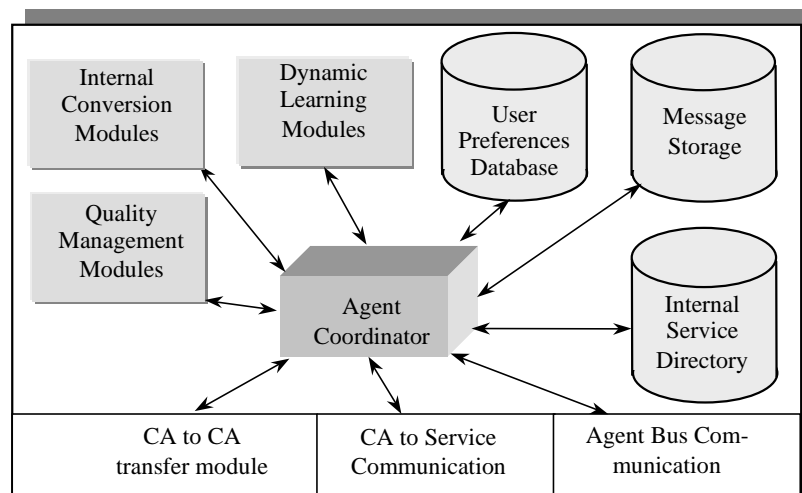 Internal
Conversion
Modules
Dynamic
Learning
Modules
User
Preferences
Database
Message
Storage
Quality
Management
Modules
Agent
Coordinator
Internal
Service
Directory
CA to CA
transfer module
CA to Service
Communication
Agent Bus Com-
munication